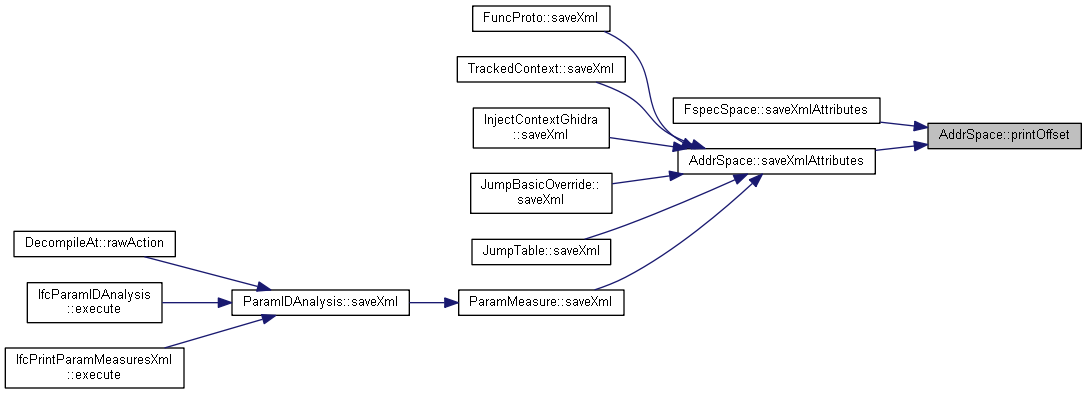 FuncProto::saveXml
TrackedContext::saveXml
FspecSpace::saveXmlAttributes
InjectContextGhidra
::saveXml
AddrSpace::printOffset
AddrSpace::saveXmlAttributes
JumpBasicOverride::
saveXml
DecompileAt::rawAction
JumpTable::saveXml
IfcParamIDAnalysis
::execute
ParamIDAnalysis::saveXml
ParamMeasure::saveXml
IfcPrintParamMeasuresXml
::execute